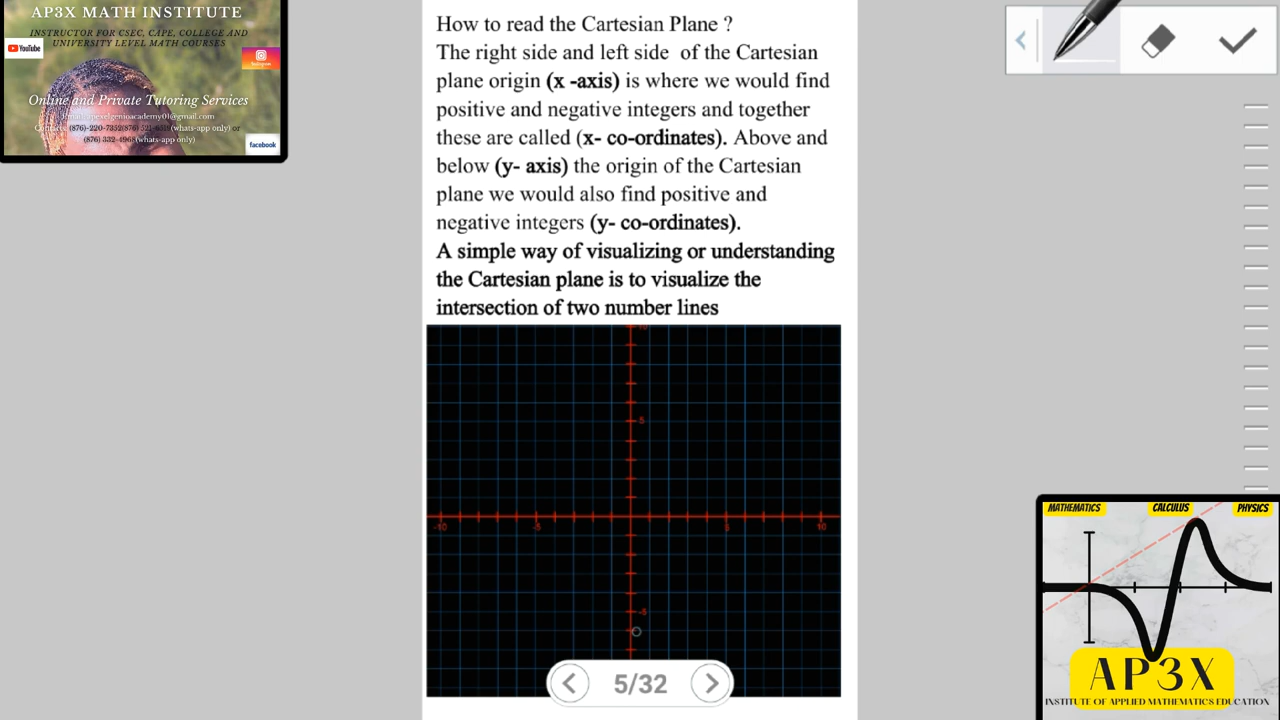 AP3X MATH INSTITUTE
INSTRUCTOR FOR CSEC, CAPE, COLLEGE AND
UNIVERSITY LEVEL MATH COURSES
YouTube
Instagram
Online and Private Tutoring Services
(whats-app only) or
(whats-app only)
facebook
How to read the Cartesian Plane ?
The right side and left side of the Cartesian
plane origin (x -axis) is where we would find
positive and negative integers and together
these are called (x- co-ordinates). Above and
below (y- axis) the origin of the Cartesian
plane we would also find positive and
negative integers (y- co-ordinates).
A simple way of visualizing or understanding
the Cartesian plane is to visualize the
intersection of two number lines
10
5
-10 -5 5 10
-5
5/32
MATHEMATICS CALCULUS PHYSICS
AP3X
INSTITUTE OF APPLIED MATHEMATICS EDUCATION